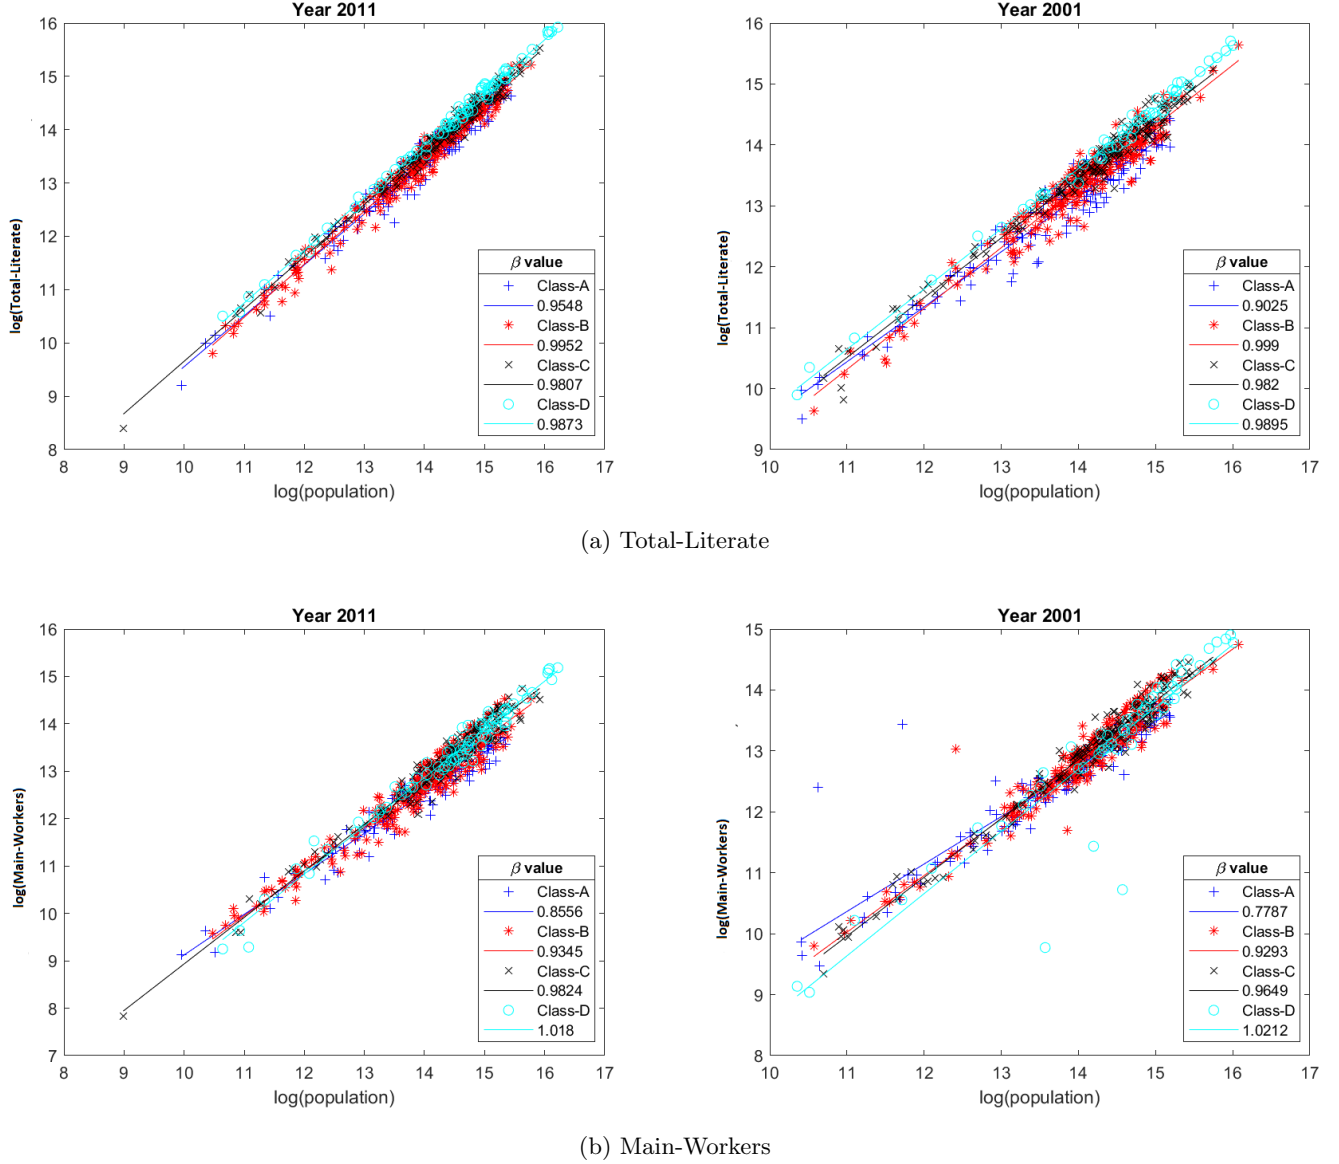 Year 2011
16
15
14
13
12
11
10
9
8
8
9
10
11
12
13
14
15
16
17
log(Total-Literate)
log(population)
β value
Class-A
0.9548
Class-B
0.9952
Class-C
0.9807
Class-D
0.9873
Year 2001
16
15
14
13
12
11
10
9
10
11
12
13
14
15
16
17
log(Total-Literate)
log(population)
β value
Class-A
0.9025
Class-B
0.999
Class-C
0.982
Class-D
0.9895
(a) Total-Literate
Year 2011
16
15
14
13
12
11
10
9
8
7
8
9
10
11
12
13
14
15
16
17
log(Main-Workers)
log(population)
β value
Class-A
0.8556
Class-B
0.9345
Class-C
0.9824
Class-D
1.018
Year 2001
15
14
13
12
11
10
9
8
10
11
12
13
14
15
16
17
log(Main-Workers)
log(population)
β value
Class-A
0.7787
Class-B
0.9293
Class-C
0.9649
Class-D
1.0212
(b) Main-Workers